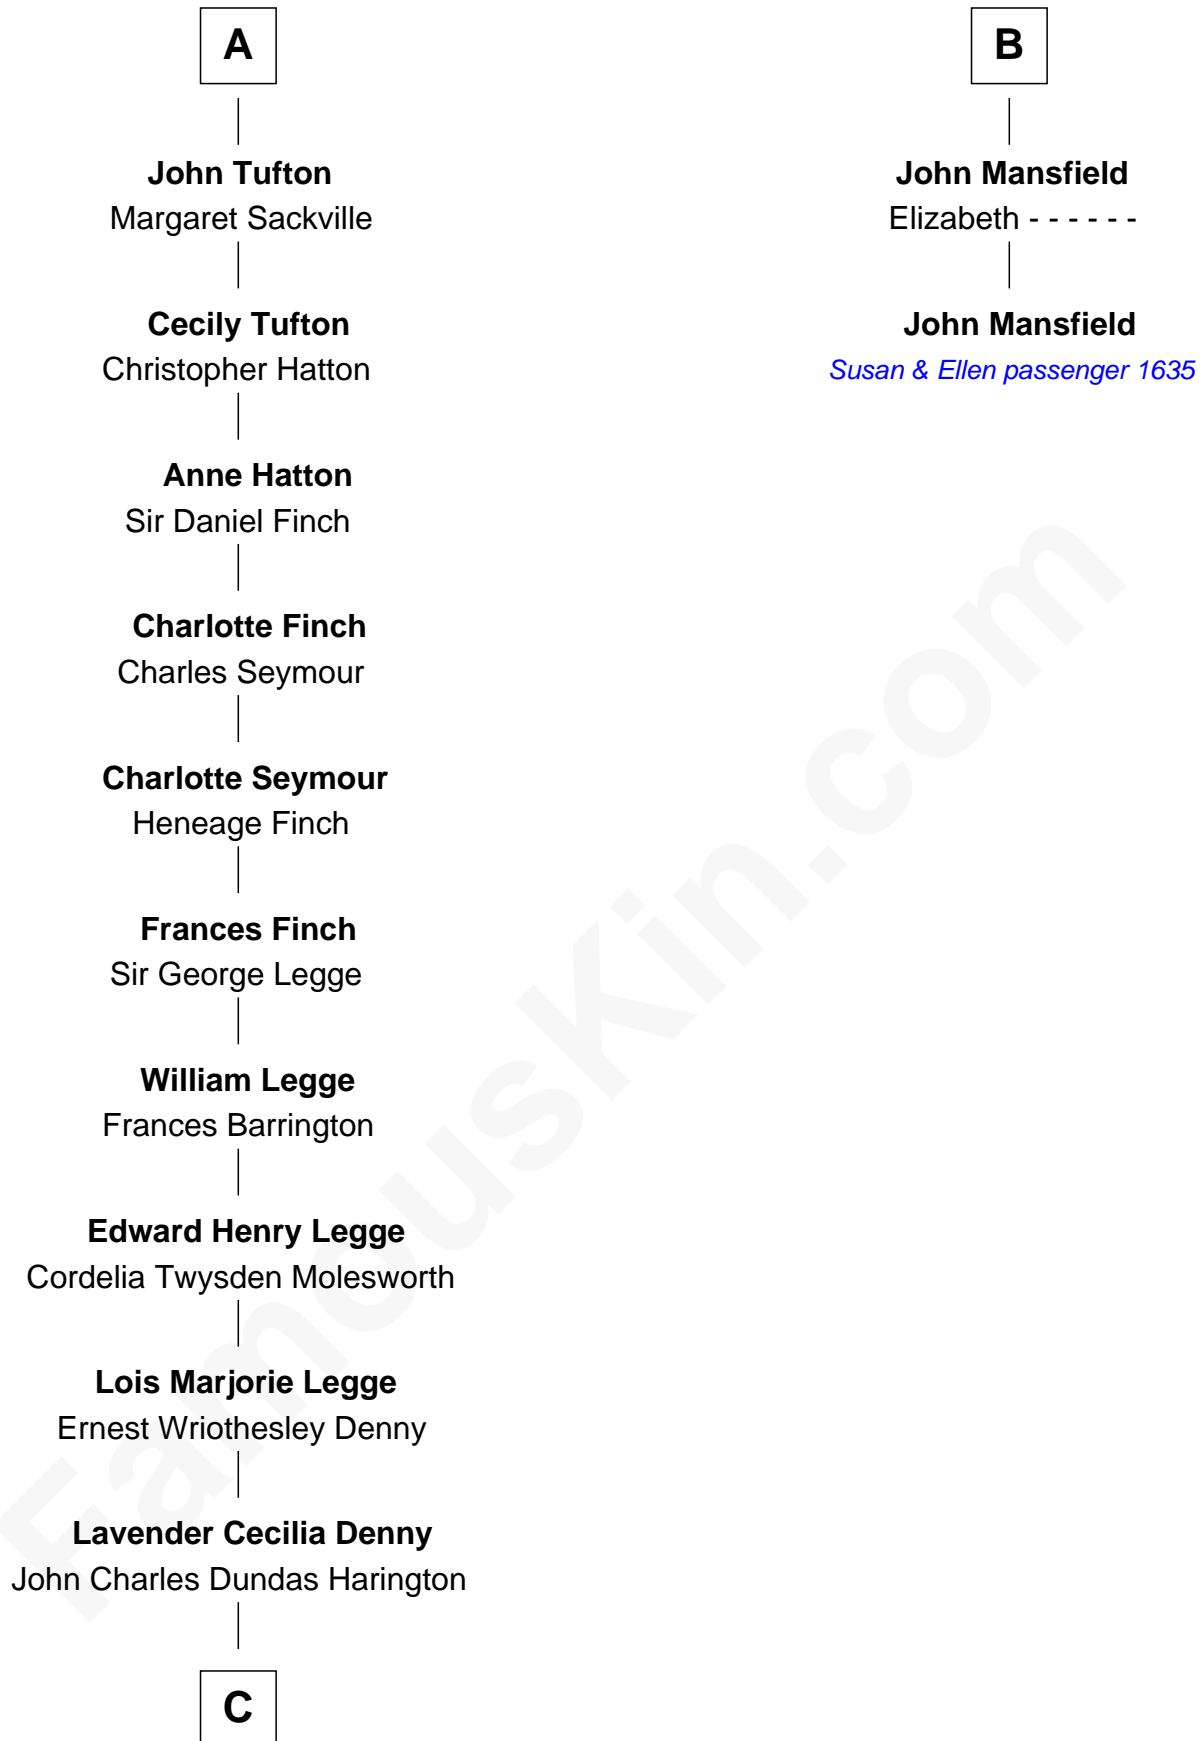 A
John Tufton
Margaret Sackville
Cecily Tufton
Christopher Hatton
Anne Hatton
Sir Daniel Finch
Charlotte Finch
Charles Seymour
Charlotte Seymour
Heneage Finch
Frances Finch
Sir George Legge
William Legge
Frances Barrington
Edward Henry Legge
Cordelia Twysden Molesworth
Lois Marjorie Legge
Ernest Wriothesley Denny
Lavender Cecilia Denny
John Charles Dundas Harington
C
B
John Mansfield
Elizabeth - - - - - -
John Mansfield
Susan & Ellen passenger 1635
FamousKin.com